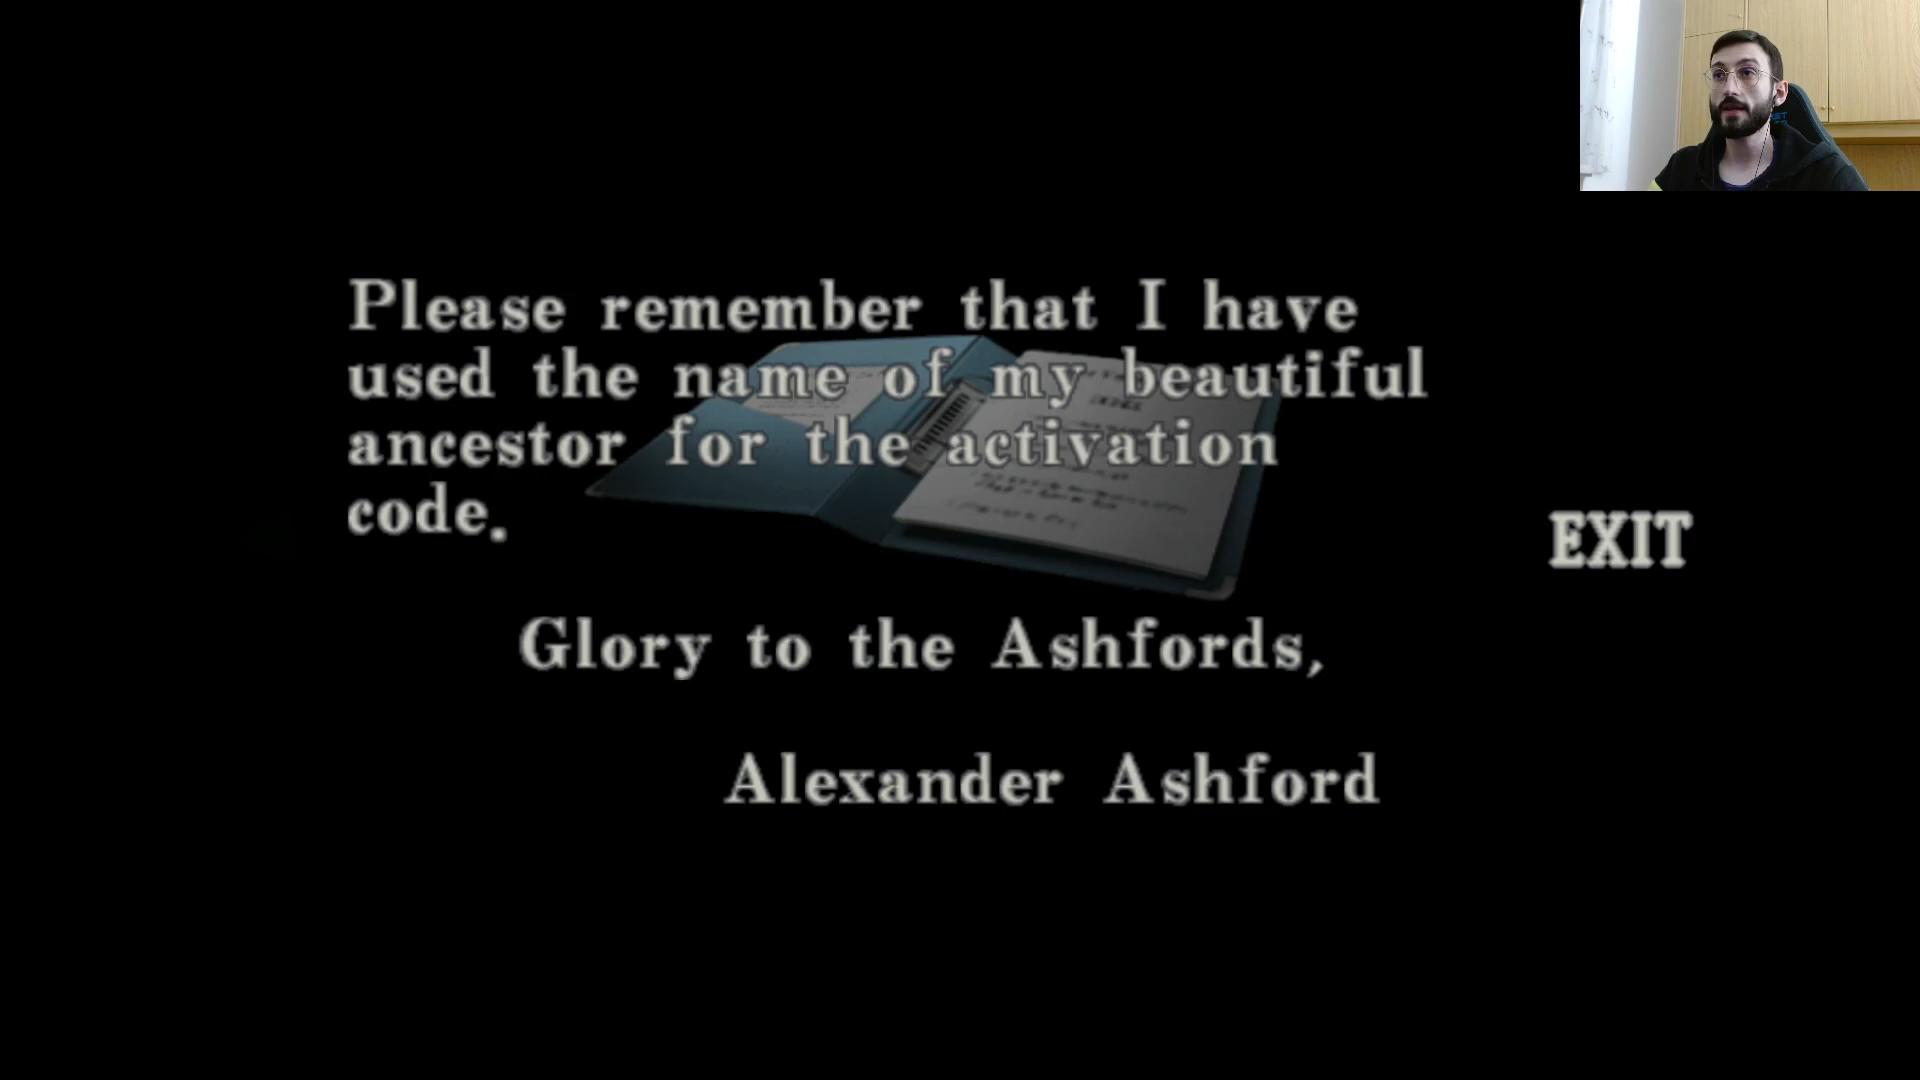 Please remember that I have
used the name of my beautiful
ancestor for the activation
code.
EXIT
Glory to the Ashfords,
Alexander Ashford